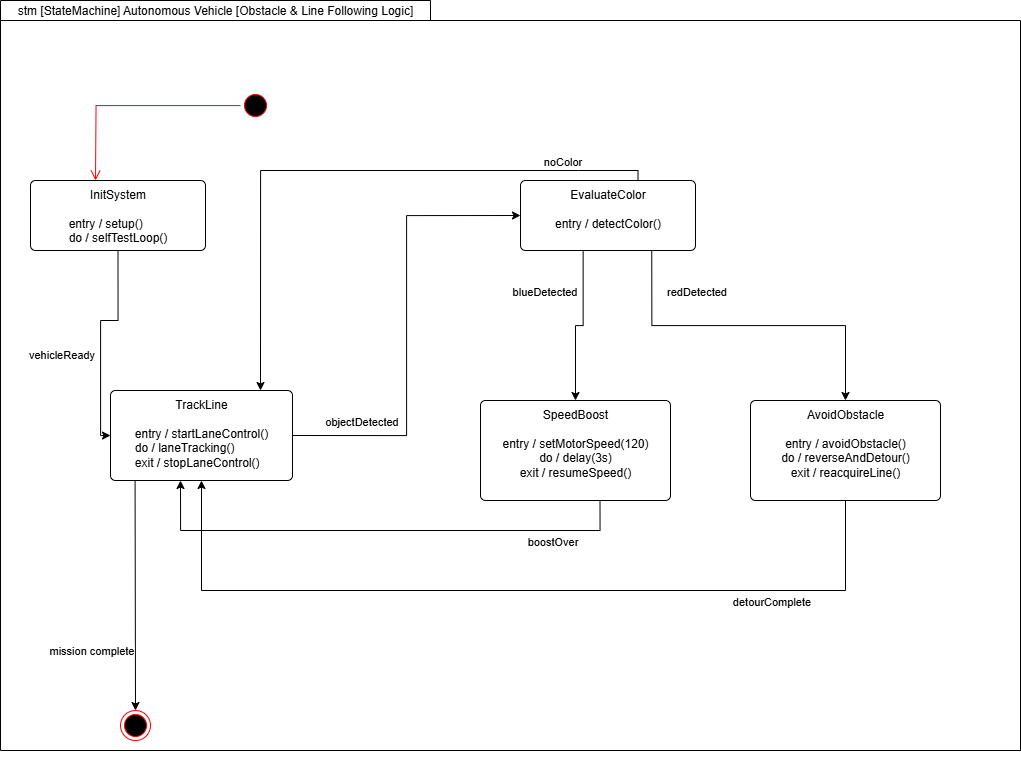 stm [StateMachine] Autonomous Vehicle [Obstacle & Line Following Logic]
noColor
InitSystem
entry / setup()
do / selfTestLoop()
EvaluateColor
entry / detectColor()
blueDetected
redDetected
vehicleReady
TrackLine
entry / startLaneControl()
do / laneTracking()
exit / stopLaneControl()
objectDetected
SpeedBoost
entry / setMotorSpeed(120)
do / delay(3s)
exit / resumeSpeed()
AvoidObstacle
entry / avoidObstacle()
do / reverseAndDetour()
exit / reacquireLine()
boostOver
detourComplete
mission complete